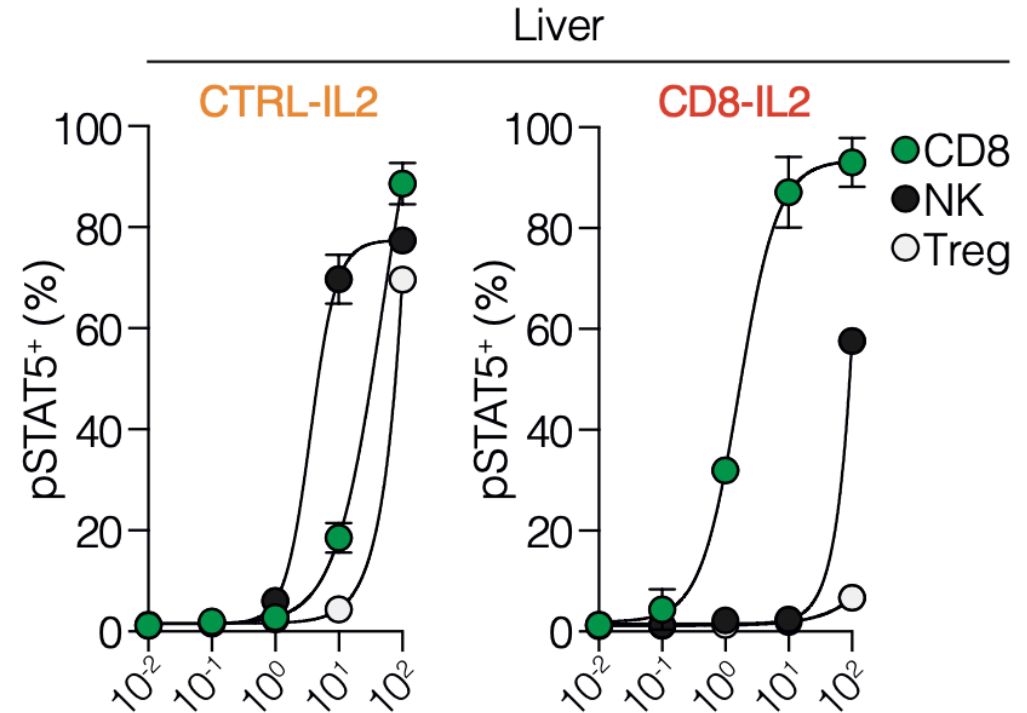 Liver
CTRL-IL2
pSTAT5⁺ (%)
100
80
60
40
20
0
10⁻²
10⁻¹
10⁰
10¹
10²
CD8-IL2
pSTAT5⁺ (%)
100
80
60
40
20
0
10⁻²
10⁻¹
10⁰
10¹
10²
CD8
NK
Treg